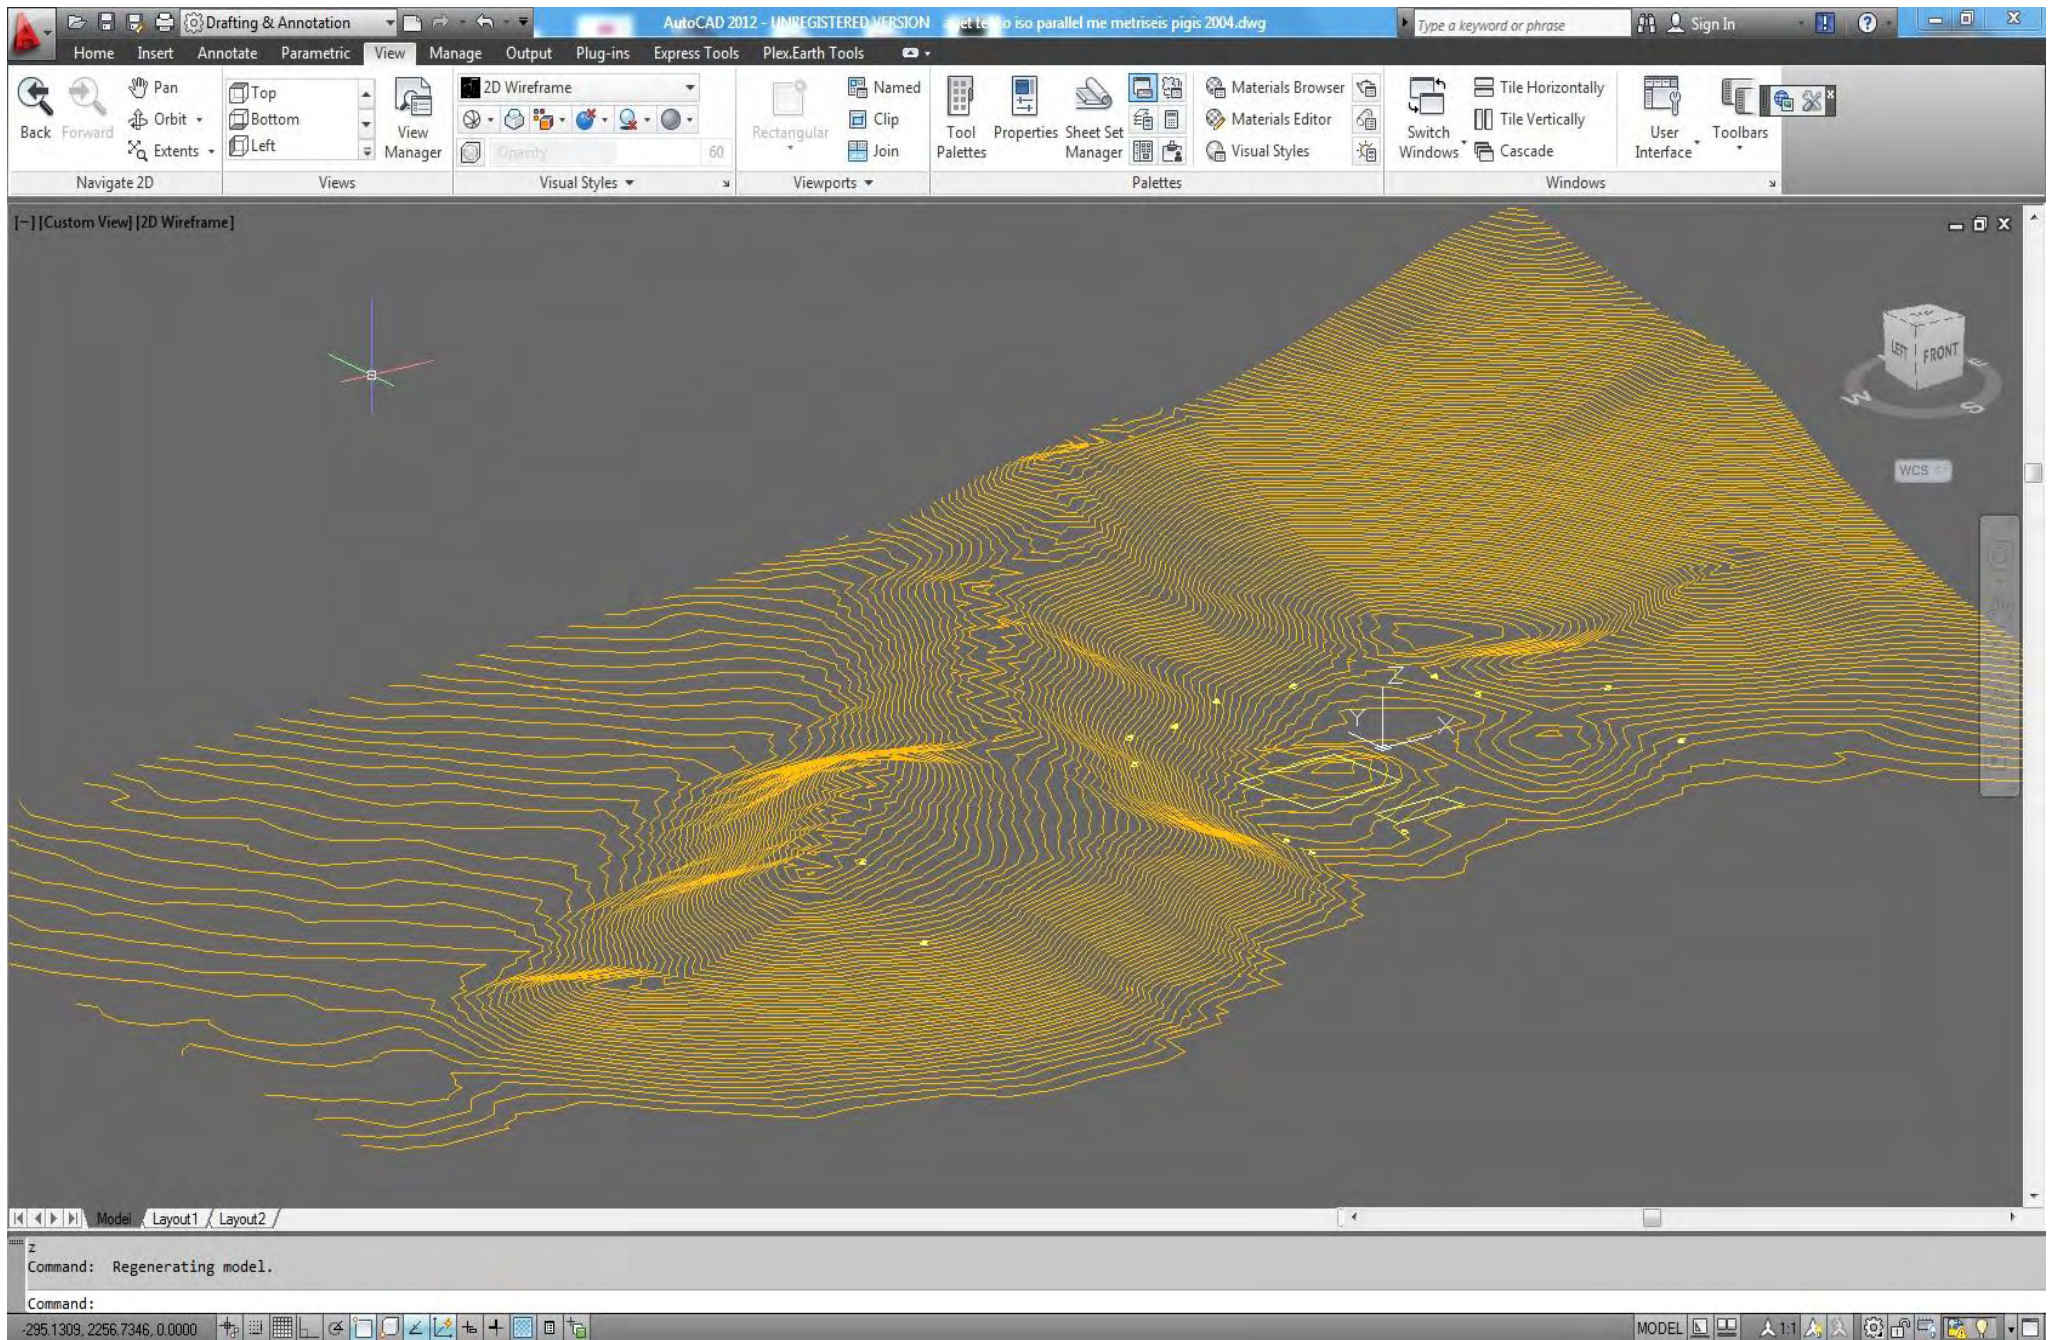 Drafting & Annotation
AutoCAD 2012 - UNREGISTERED VERSION
iso parallel me metriseis pigis 2004.dwg
Type a keyword or phrase
Sign In
Home Insert Annotate Parametric View Manage Output Plug-ins Express Tools Plex.Earth Tools
Back
Forward
Pan
Orbit
Extents
Navigate 2D
Top
Bottom
Left
View
Manager
Views
2D Wireframe
Opacity
60
Visual Styles
Rectangular
Named
Clip
Join
Viewports
Tool
Palettes
Properties
Sheet Set
Manager
Materials Browser
Materials Editor
Visual Styles
Palettes
Switch
Windows
Tile Horizontally
Tile Vertically
Cascade
User
Interface
Toolbars
Windows
[-] [Custom View] [2D Wireframe]
LEFT
FRONT
W
S
E
WCS
Z
Y
X
Model
Layout1
Layout2
z
Command: Regenerating model.
Command:
-295.1309, 2256.7346, 0.0000
MODEL
1:1